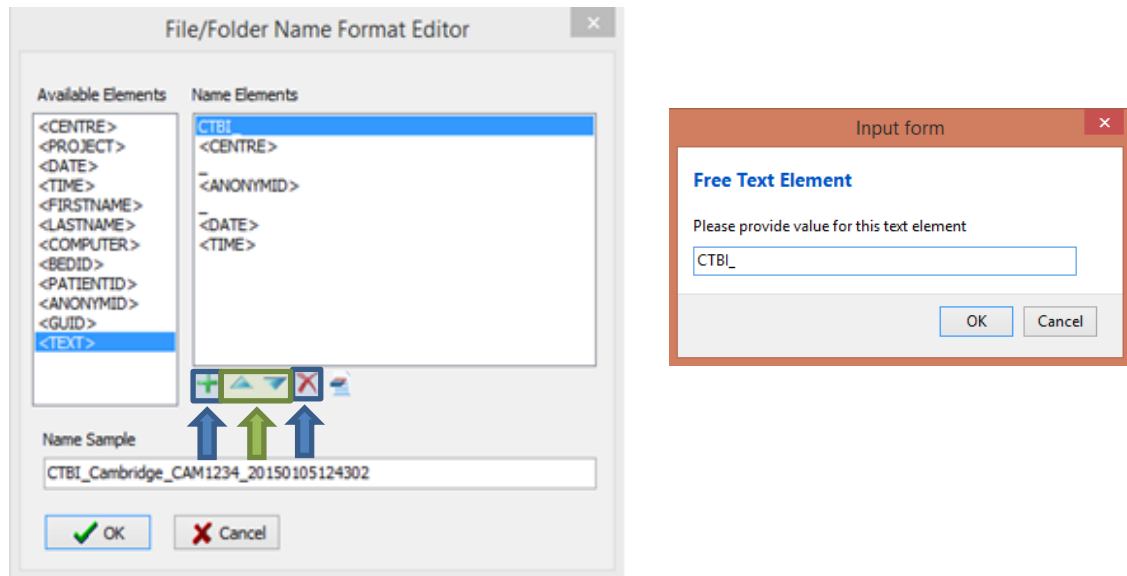 File/Folder Name Format Editor
Available Elements
<CENTRE>
<PROJECT>
<DATE>
<TIME>
<FIRSTNAME>
<LASTNAME>
<COMPUTER>
<BEDID>
<PATIENTID>
<ANONYMID>
<GUID>
<TEXT>
Name Elements
CTBI_
<CENTRE>
_
<ANONYMID>
_
<DATE>
<TIME>
Name Sample
CTBI_Cambridge_CAM1234_20150105124302
OK
Cancel
Input form
Free Text Element
Please provide value for this text element
CTBI_
OK
Cancel